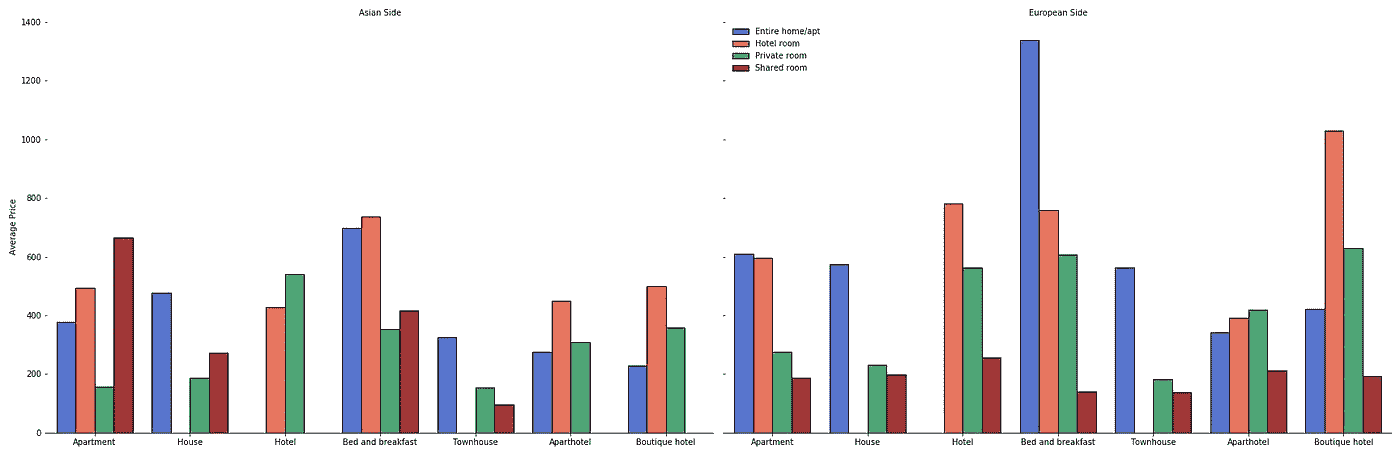 Asian Side
European Side
1400
1200
1000
800
600
400
200
0
Average Price
Entire home/apt
Hotel room
Private room
Shared room
Apartment House Hotel Bed and breakfast Townhouse Aparthotel Boutique hotel
Apartment House Hotel Bed and breakfast Townhouse Aparthotel Boutique hotel